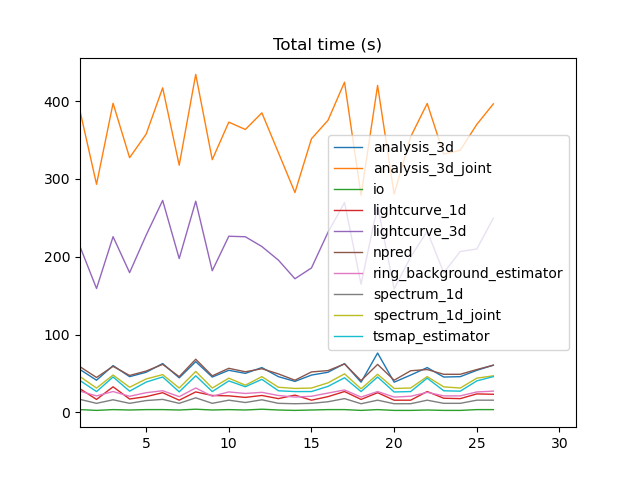 Total time (s)
400
300
200
100
0
analysis_3d
analysis_3d_joint
io
lightcurve_1d
lightcurve_3d
npred
ring_background_estimator
spectrum_1d
spectrum_1d_joint
tsmap_estimator
5 10 15 20 25 30